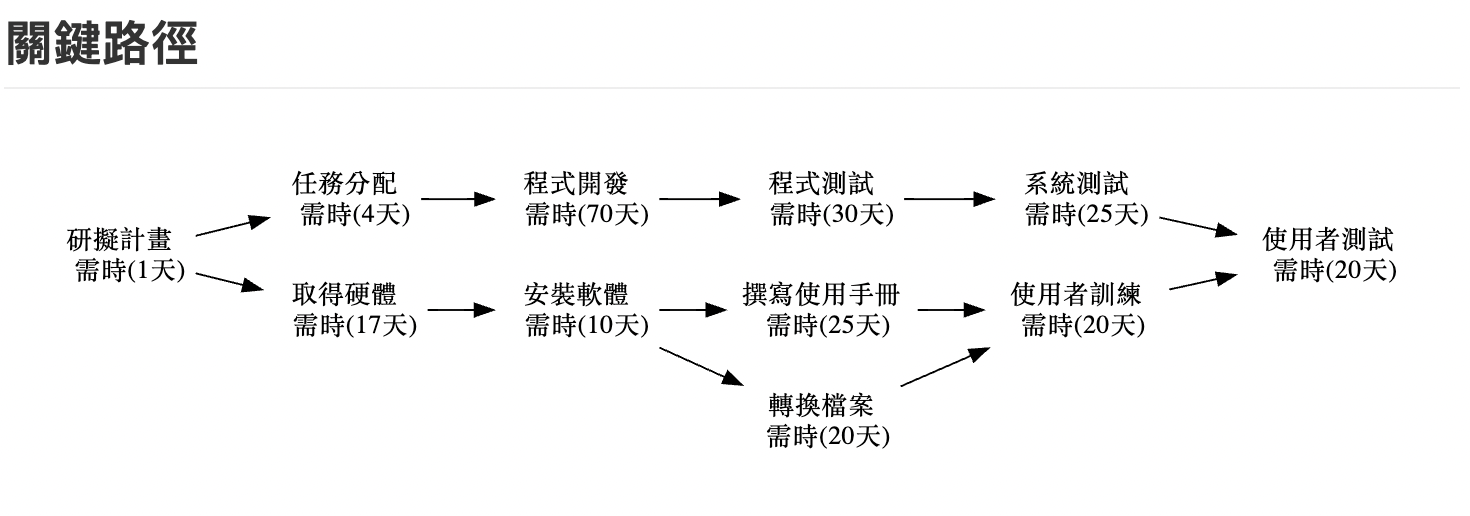 關鍵路徑
研擬計畫
需時(1天)
任務分配
需時(4天)
程式開發
需時(70天)
程式測試
需時(30天)
系統測試
需時(25天)
取得硬體
需時(17天)
安裝軟體
需時(10天)
撰寫使用手冊
需時(25天)
轉換檔案
需時(20天)
使用者訓練
需時(20天)
使用者測試
需時(20天)